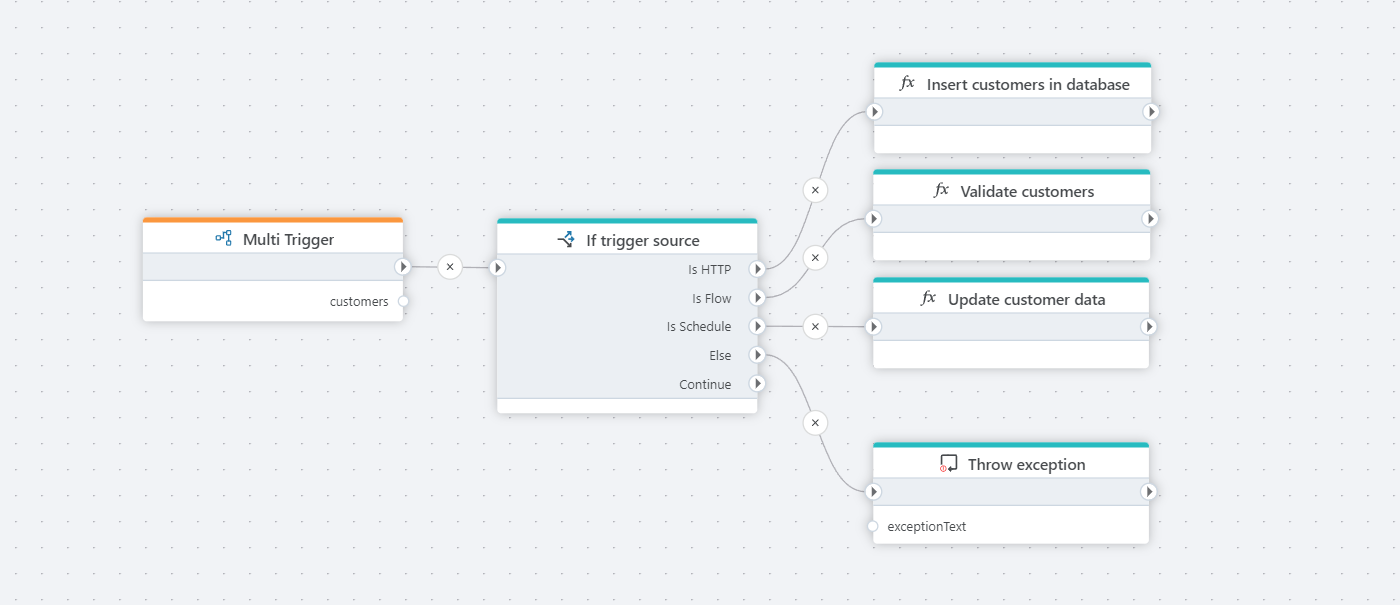 Multi Trigger
customers
If trigger source
Is HTTP
Is Flow
Is Schedule
Else
Continue
fx Insert customers in database
fx Validate customers
fx Update customer data
Throw exception
exceptionText